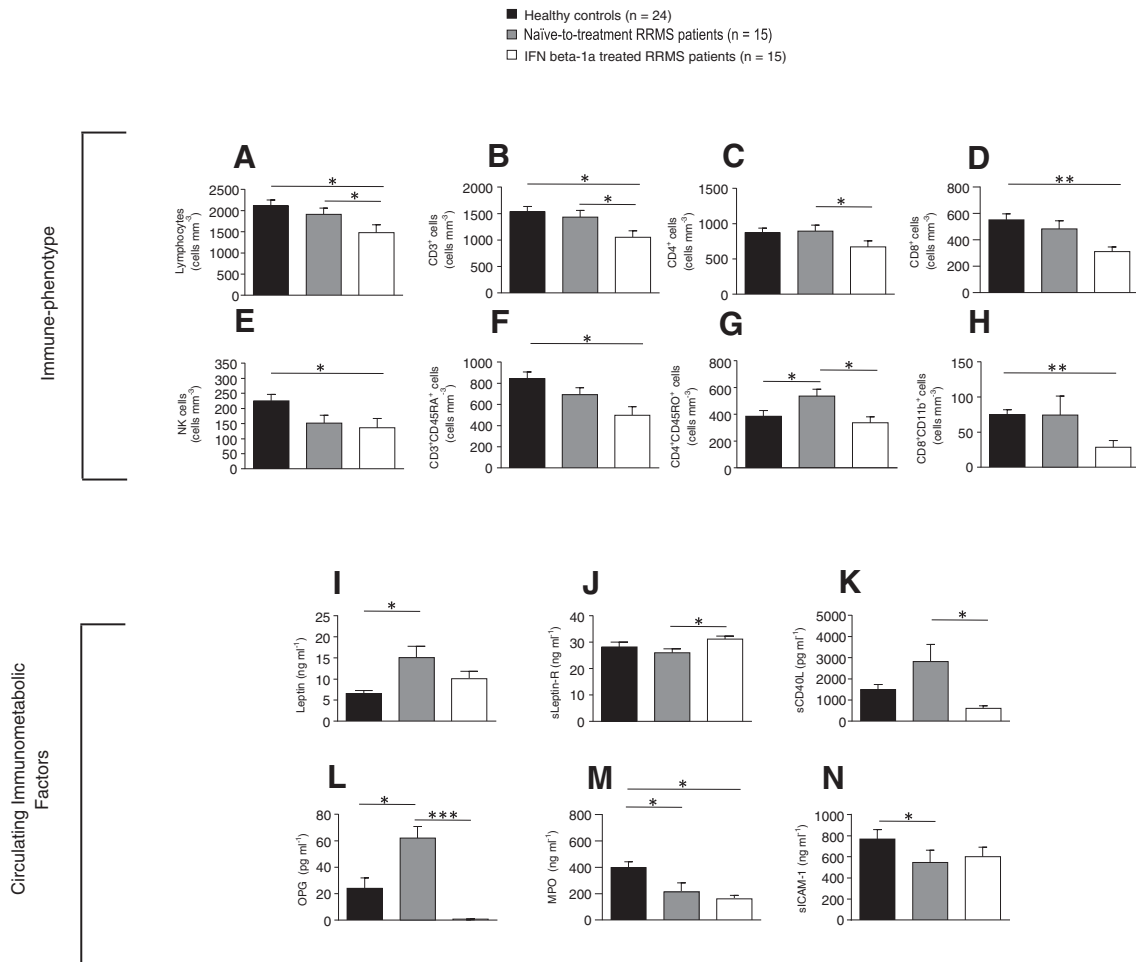 Healthy controls (n = 24)
Naïve-to-treatment RRMS patients (n = 15)
IFN beta-1a treated RRMS patients (n = 15)
Immune-phenotype
A
Lymphocytes
(cells mm-3)
2500
2000
1500
1000
500
0
*
*
B
CD3+ cells
(cells mm-3)
2000
1500
1000
500
0
*
*
C
CD4+ cells
(cells mm-3)
1500
1000
500
0
*
D
CD8+ cells
(cells mm-3)
800
600
400
200
0
**
E
NK cells
(cells mm-3)
350
300
250
200
150
100
50
0
*
F
CD3+CD45RA+ cells
(cells mm-3)
1000
800
600
400
200
0
*
G
CD4+CD45RO+ cells
(cells mm-3)
800
600
400
200
0
*
*
H
CD8+CD11b+ cells
(cells mm-3)
150
100
50
0
**
Circulating Immunometabolic
Factors
I
Leptin (ng ml-1)
25
20
15
10
5
0
*
J
sLeptin-R (ng ml-1)
40
30
20
10
0
*
K
sCD40L (pg ml-1)
5000
4000
3000
2000
1000
0
*
L
OPG (pg ml-1)
80
60
40
20
0
*
***
M
MPO (ng ml-1)
800
600
400
200
0
*
*
N
sICAM-1 (ng ml-1)
1000
800
600
400
200
0
*